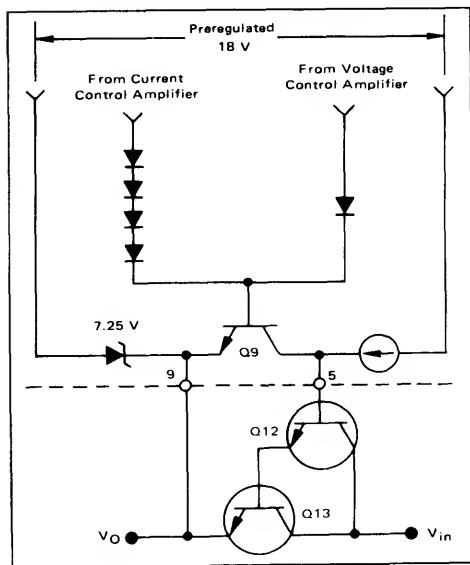 Preregulated
18 V
From Current
Control Amplifier
From Voltage
Control Amplifier
7.25 V
Q9
9
5
Q12
Q13
VO
Vin